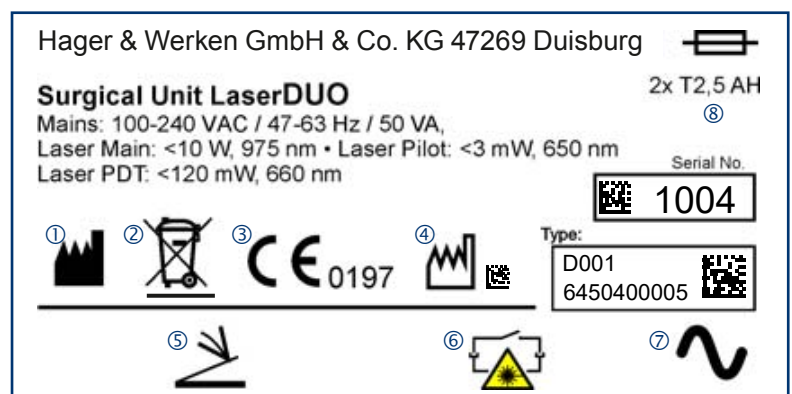 Hager & Werken GmbH & Co. KG 47269 Duisburg
2x T2,5 AH
⑧
Surgical Unit LaserDUO
Mains: 100-240 VAC / 47-63 Hz / 50 VA,
Laser Main: <10 W, 975 nm • Laser Pilot: <3 mW, 650 nm
Laser PDT: <120 mW, 660 nm
Serial No.
1004
① ② ③ CE 0197 ④
Type:
D001
6450400005
⑤ ⑥ ⑦